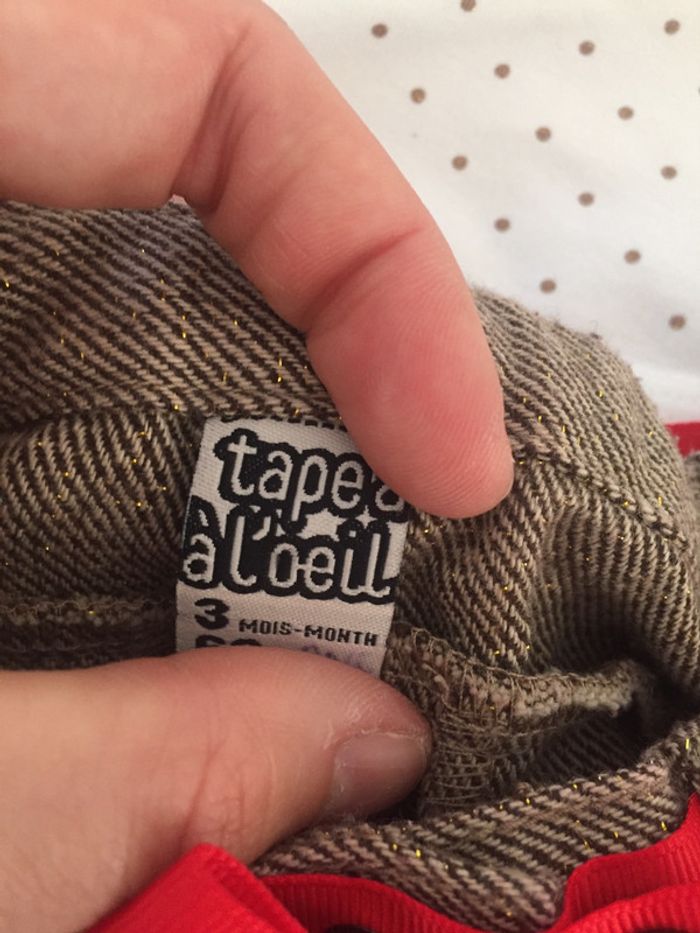 tape
à l'oeil
3 MOIS-MONTH